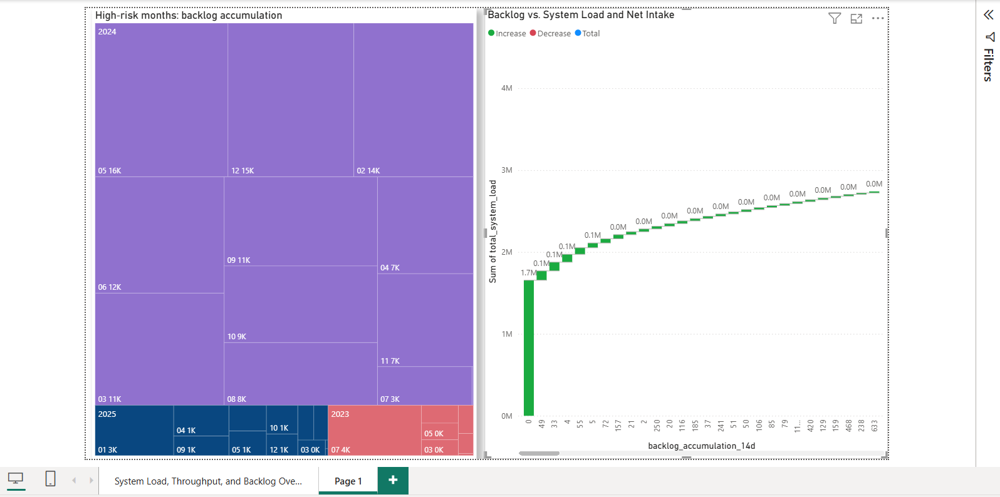 High-risk months: backlog accumulation
2024
05 16K
12 15K
02 14K
06 12K
09 11K
04 7K
10 9K
11 7K
03 11K
08 8K
07 3K
2025
04 1K
10 1K
01 3K
09 1K
05 1K
12 1K
03 0K
2023
05 0K
07 4K
03 0K
Backlog vs. System Load and Net Intake
Increase Decrease Total
Sum of total_system_load
4M
3M
2M
1M
0M
1.7M
0.1M
0.1M
0.1M
0.1M
0.0M
0.0M
0.0M
0.0M
0.0M
0.0M
0.0M
0.0M
0.0M
0.0M
0.0M
0 49 33 4 55 5 72 157 21 2 250 20 116 185 37 241 51 50 106 85 79 11... 420 129 159 468 238 633
backlog_accumulation_14d
Filters
System Load, Throughput, and Backlog Ove...
Page 1